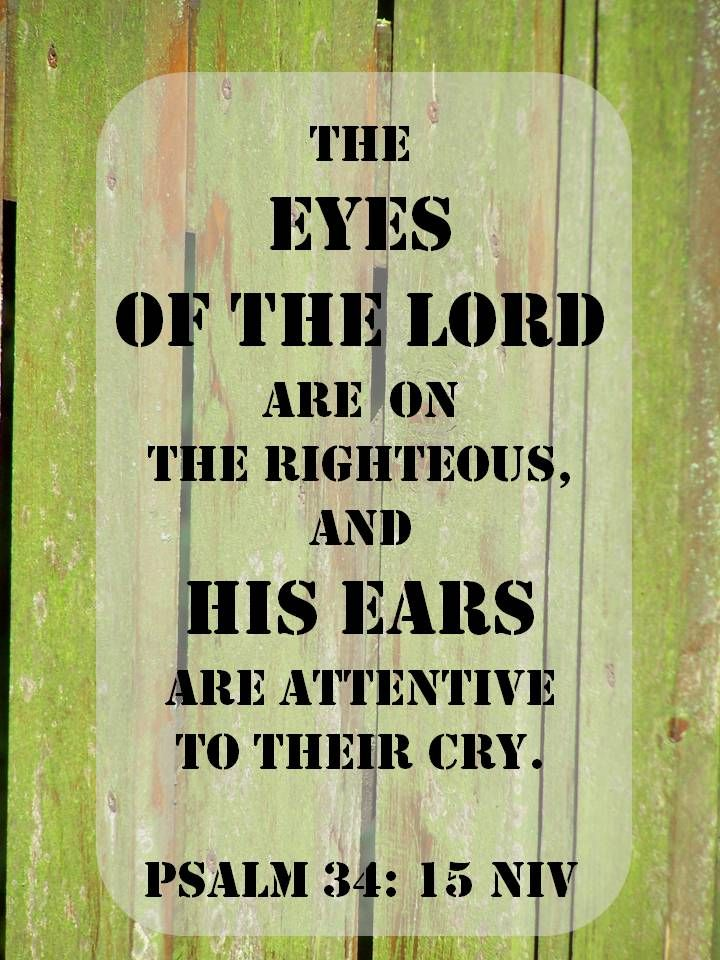 THE
EYES
OF THE LORD
ARE ON
THE RIGHTEOUS,
AND
HIS EARS
ARE ATTENTIVE
TO THEIR CRY.
PSALM 34: 15 NIV